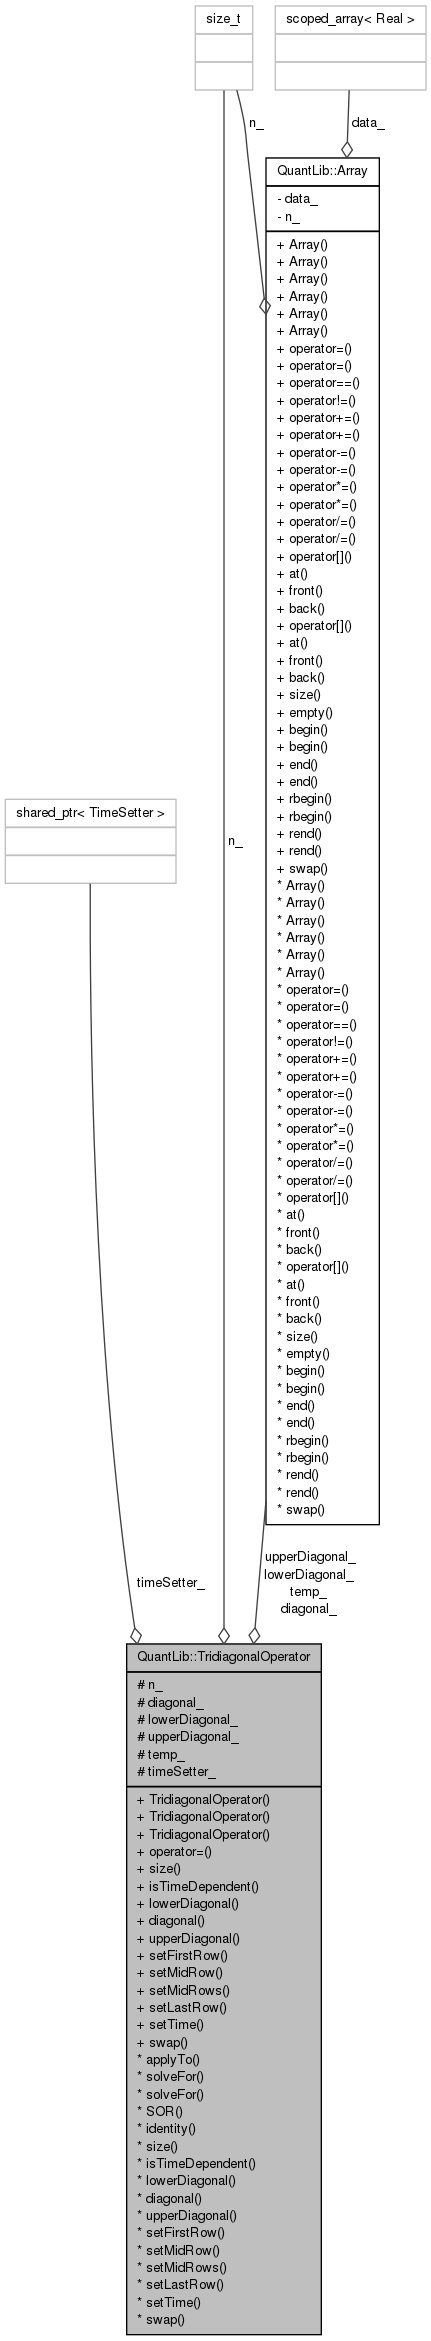 size_t
scoped_array< Real >
n_
data_
QuantLib::Array
- data_
- n_
+ Array()
+ Array()
+ Array()
+ Array()
+ Array()
+ Array()
+ operator=()
+ operator=()
+ operator==()
+ operator!=()
+ operator+=()
+ operator+=()
+ operator-=()
+ operator-=()
+ operator*=()
+ operator*=()
+ operator/=()
+ operator/=()
+ operator[]()
+ at()
+ front()
+ back()
+ operator[]()
+ at()
+ front()
+ back()
+ size()
+ empty()
+ begin()
+ begin()
+ end()
+ end()
+ rbegin()
+ rbegin()
+ rend()
+ rend()
+ swap()
* Array()
* Array()
* Array()
* Array()
* Array()
* Array()
* operator=()
* operator=()
* operator==()
* operator!=()
* operator+=()
* operator+=()
* operator-=()
* operator-=()
* operator*=()
* operator*=()
* operator/=()
* operator/=()
* operator[]()
* at()
* front()
* back()
* operator[]()
* at()
* front()
* back()
* size()
* empty()
* begin()
* begin()
* end()
* end()
* rbegin()
* rbegin()
* rend()
* rend()
* swap()
shared_ptr< TimeSetter >
n_
timeSetter_
upperDiagonal_
lowerDiagonal_
temp_
diagonal_
QuantLib::TridiagonalOperator
# n_
# diagonal_
# lowerDiagonal_
# upperDiagonal_
# temp_
# timeSetter_
+ TridiagonalOperator()
+ TridiagonalOperator()
+ TridiagonalOperator()
+ operator=()
+ size()
+ isTimeDependent()
+ lowerDiagonal()
+ diagonal()
+ upperDiagonal()
+ setFirstRow()
+ setMidRow()
+ setMidRows()
+ setLastRow()
+ setTime()
+ swap()
* applyTo()
* solveFor()
* solveFor()
* SOR()
* identity()
* size()
* isTimeDependent()
* lowerDiagonal()
* diagonal()
* upperDiagonal()
* setFirstRow()
* setMidRow()
* setMidRows()
* setLastRow()
* setTime()
* swap()